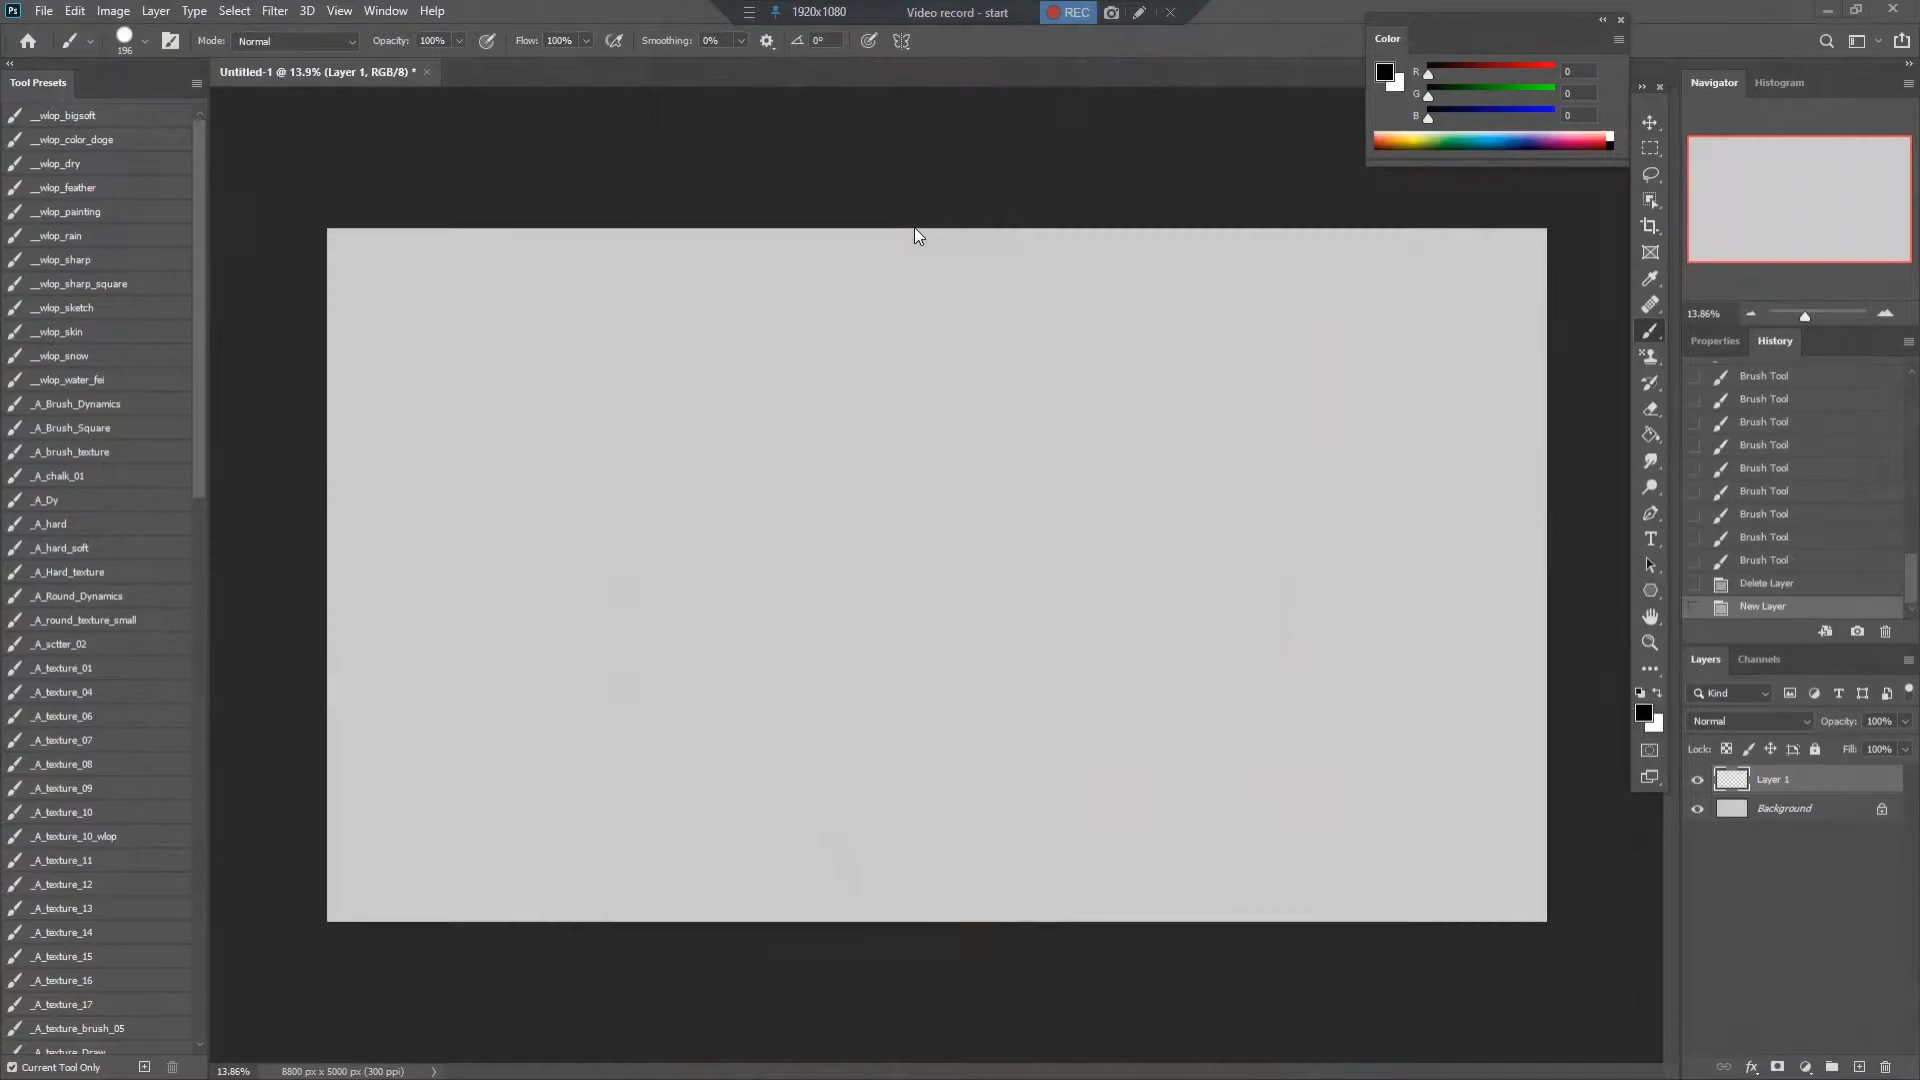 Ps File Edit Image Layer Type Select Filter 3D View Window Help
1920x1080 Video record - start REC
196 Mode: Normal Opacity: 100% Flow: 100% Smoothing: 0% 0°
Tool Presets
Untitled-1 @ 13.9% (Layer 1, RGB/8) *
__wlop_bigsoft
__wlop_color_doge
__wlop_dry
__wlop_feather
__wlop_painting
__wlop_rain
__wlop_sharp
__wlop_sharp_square
__wlop_sketch
__wlop_skin
__wlop_snow
__wlop_water_fei
_A_Brush_Dynamics
_A_Brush_Square
_A_brush_texture
_A_chalk_01
_A_Dy
_A_hard
_A_hard_soft
_A_Hard_texture
_A_Round_Dynamics
_A_round_texture_small
_A_sctter_02
_A_texture_01
_A_texture_04
_A_texture_06
_A_texture_07
_A_texture_08
_A_texture_09
_A_texture_10
_A_texture_10_wlop
_A_texture_11
_A_texture_12
_A_texture_13
_A_texture_14
_A_texture_15
_A_texture_16
_A_texture_17
_A_texture_brush_05
_A_texture_Draw
Current Tool Only
13.86% 8800 px x 5000 px (300 ppi)
Color
R 0
G 0
B 0
Navigator Histogram
13.86%
Properties History
Brush Tool
Brush Tool
Brush Tool
Brush Tool
Brush Tool
Brush Tool
Brush Tool
Brush Tool
Brush Tool
Delete Layer
New Layer
Layers Channels
Kind
Normal Opacity: 100%
Lock: Fill: 100%
Layer 1
Background